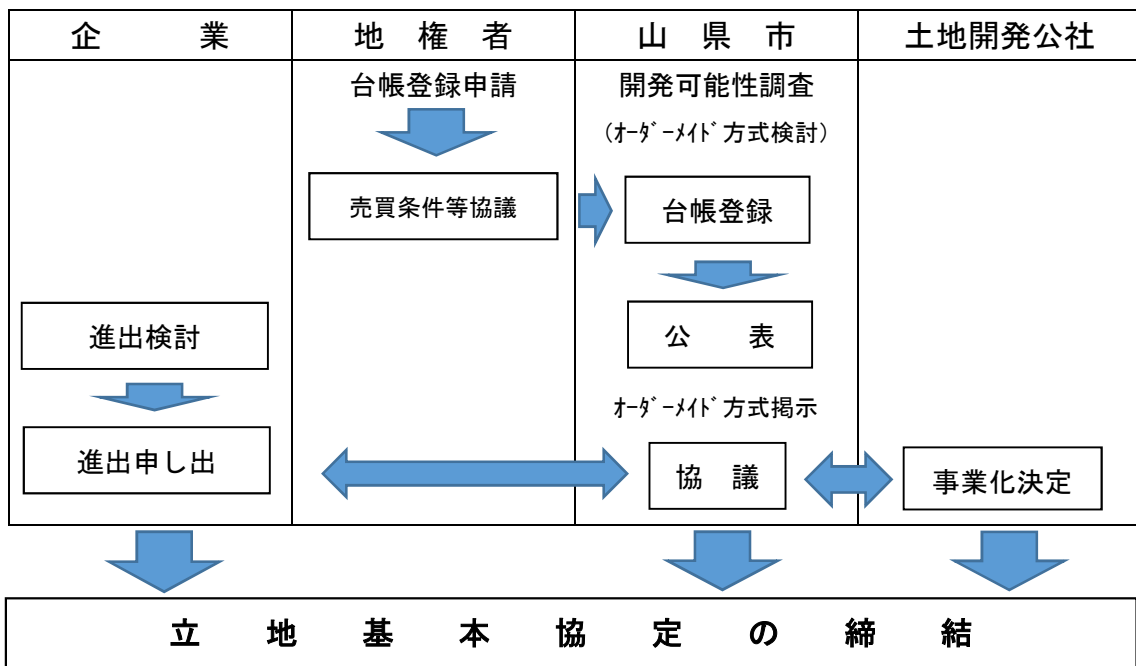 企　業　地権者　山県市　土地開発公社
台帳登録申請　開発可能性調査
(ｵｰﾀﾞｰﾒｲﾄﾞ方式検討)
売買条件等協議　台帳登録
進出検討　公　表
ｵｰﾀﾞｰﾒｲﾄﾞ方式掲示
進出申し出　協　議　事業化決定
立地基本協定の締結